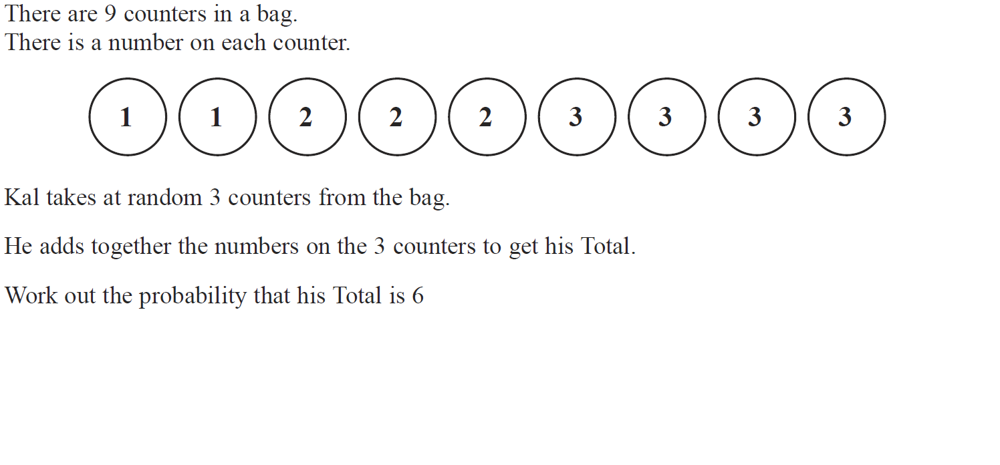 There are 9 counters in a bag.
There is a number on each counter.
1 1 2 2 2 3 3 3 3
Kal takes at random 3 counters from the bag.
He adds together the numbers on the 3 counters to get his Total.
Work out the probability that his Total is 6